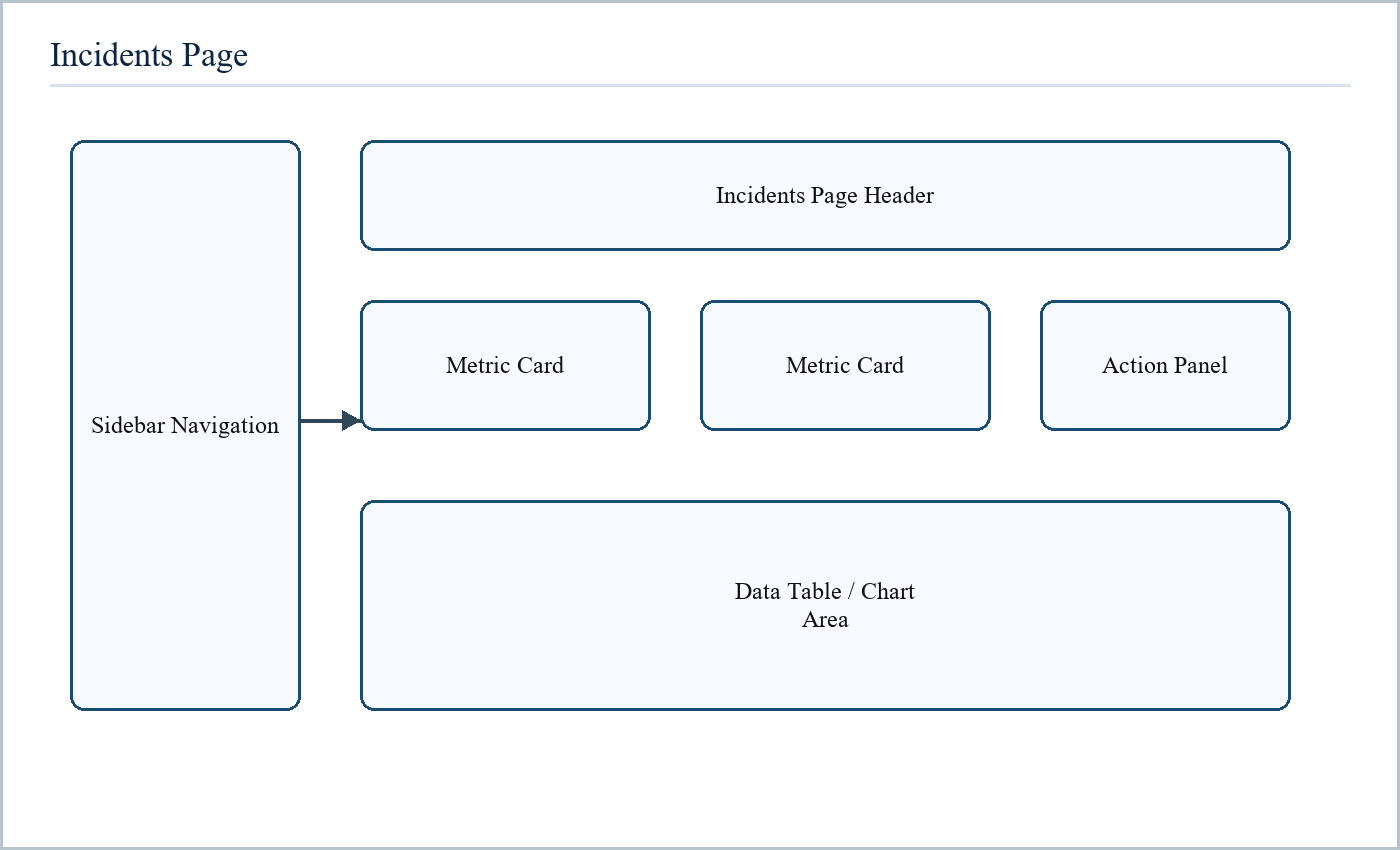 Incidents Page
Incidents Page Header
Metric Card
Metric Card
Action Panel
Sidebar Navigation
Data Table / Chart
Area